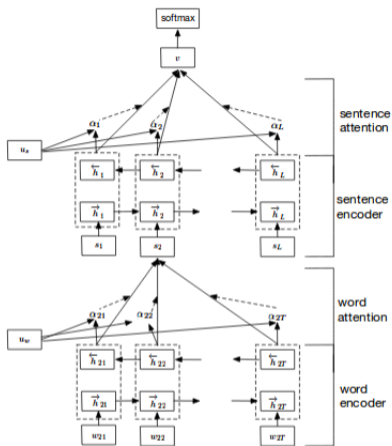 softmax
v
α1 α2 αL
sentence
attention
us
←h1 ←h2 ←hL
sentence
encoder
→h1 →h2 →hL
s1 s2 sL
α21 α22 α2T
word
attention
uw
←h21 ←h22 ←h2T
word
encoder
→h21 →h22 →h2T
w21 w22 w2T